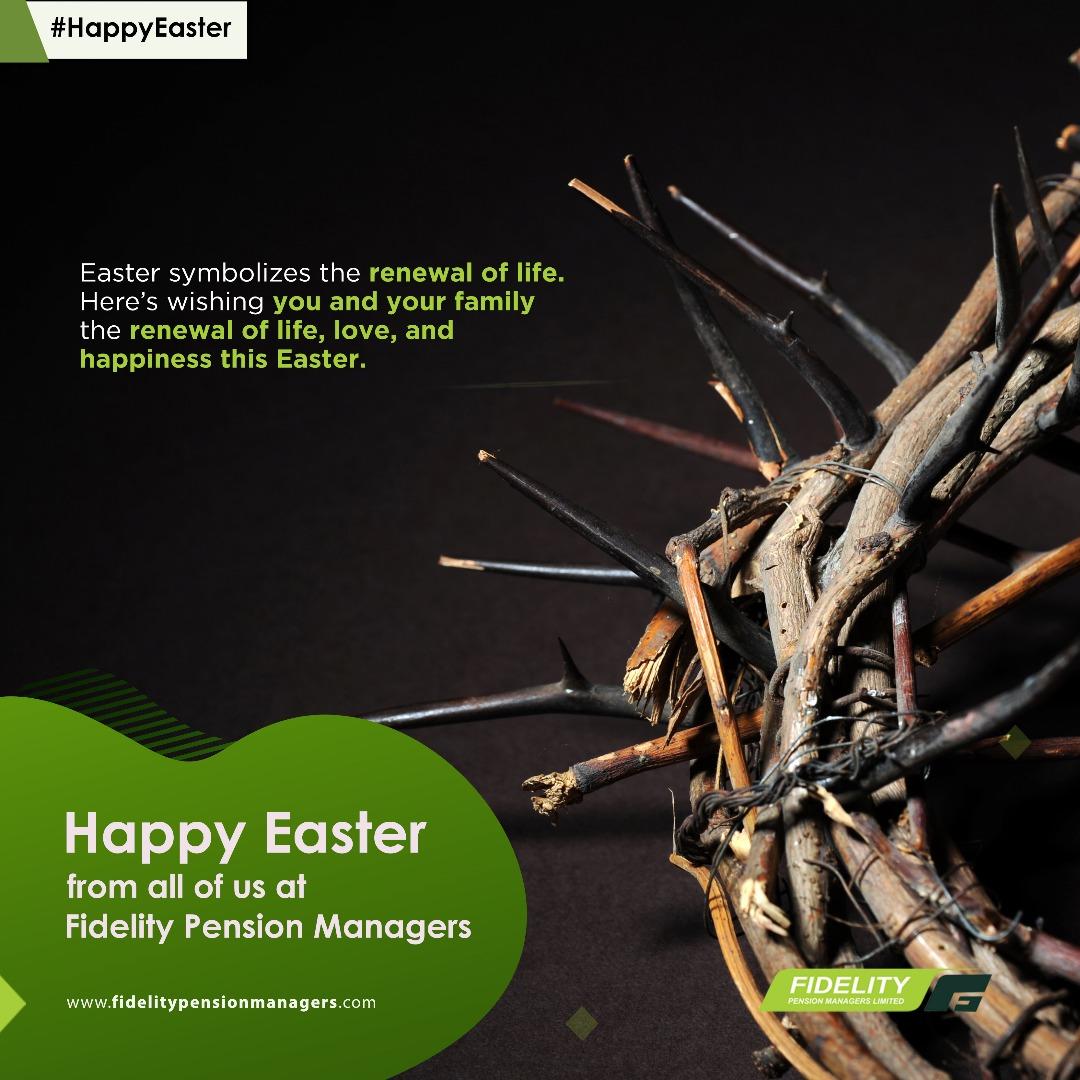 #HappyEaster
Easter symbolizes the renewal of life.
Here’s wishing you and your family
the renewal of life, love, and
happiness this Easter.
Happy Easter
from all of us at
Fidelity Pension Managers
www.fidelitypensionmanagers.com
FIDELITY
PENSION MANAGERS LIMITED